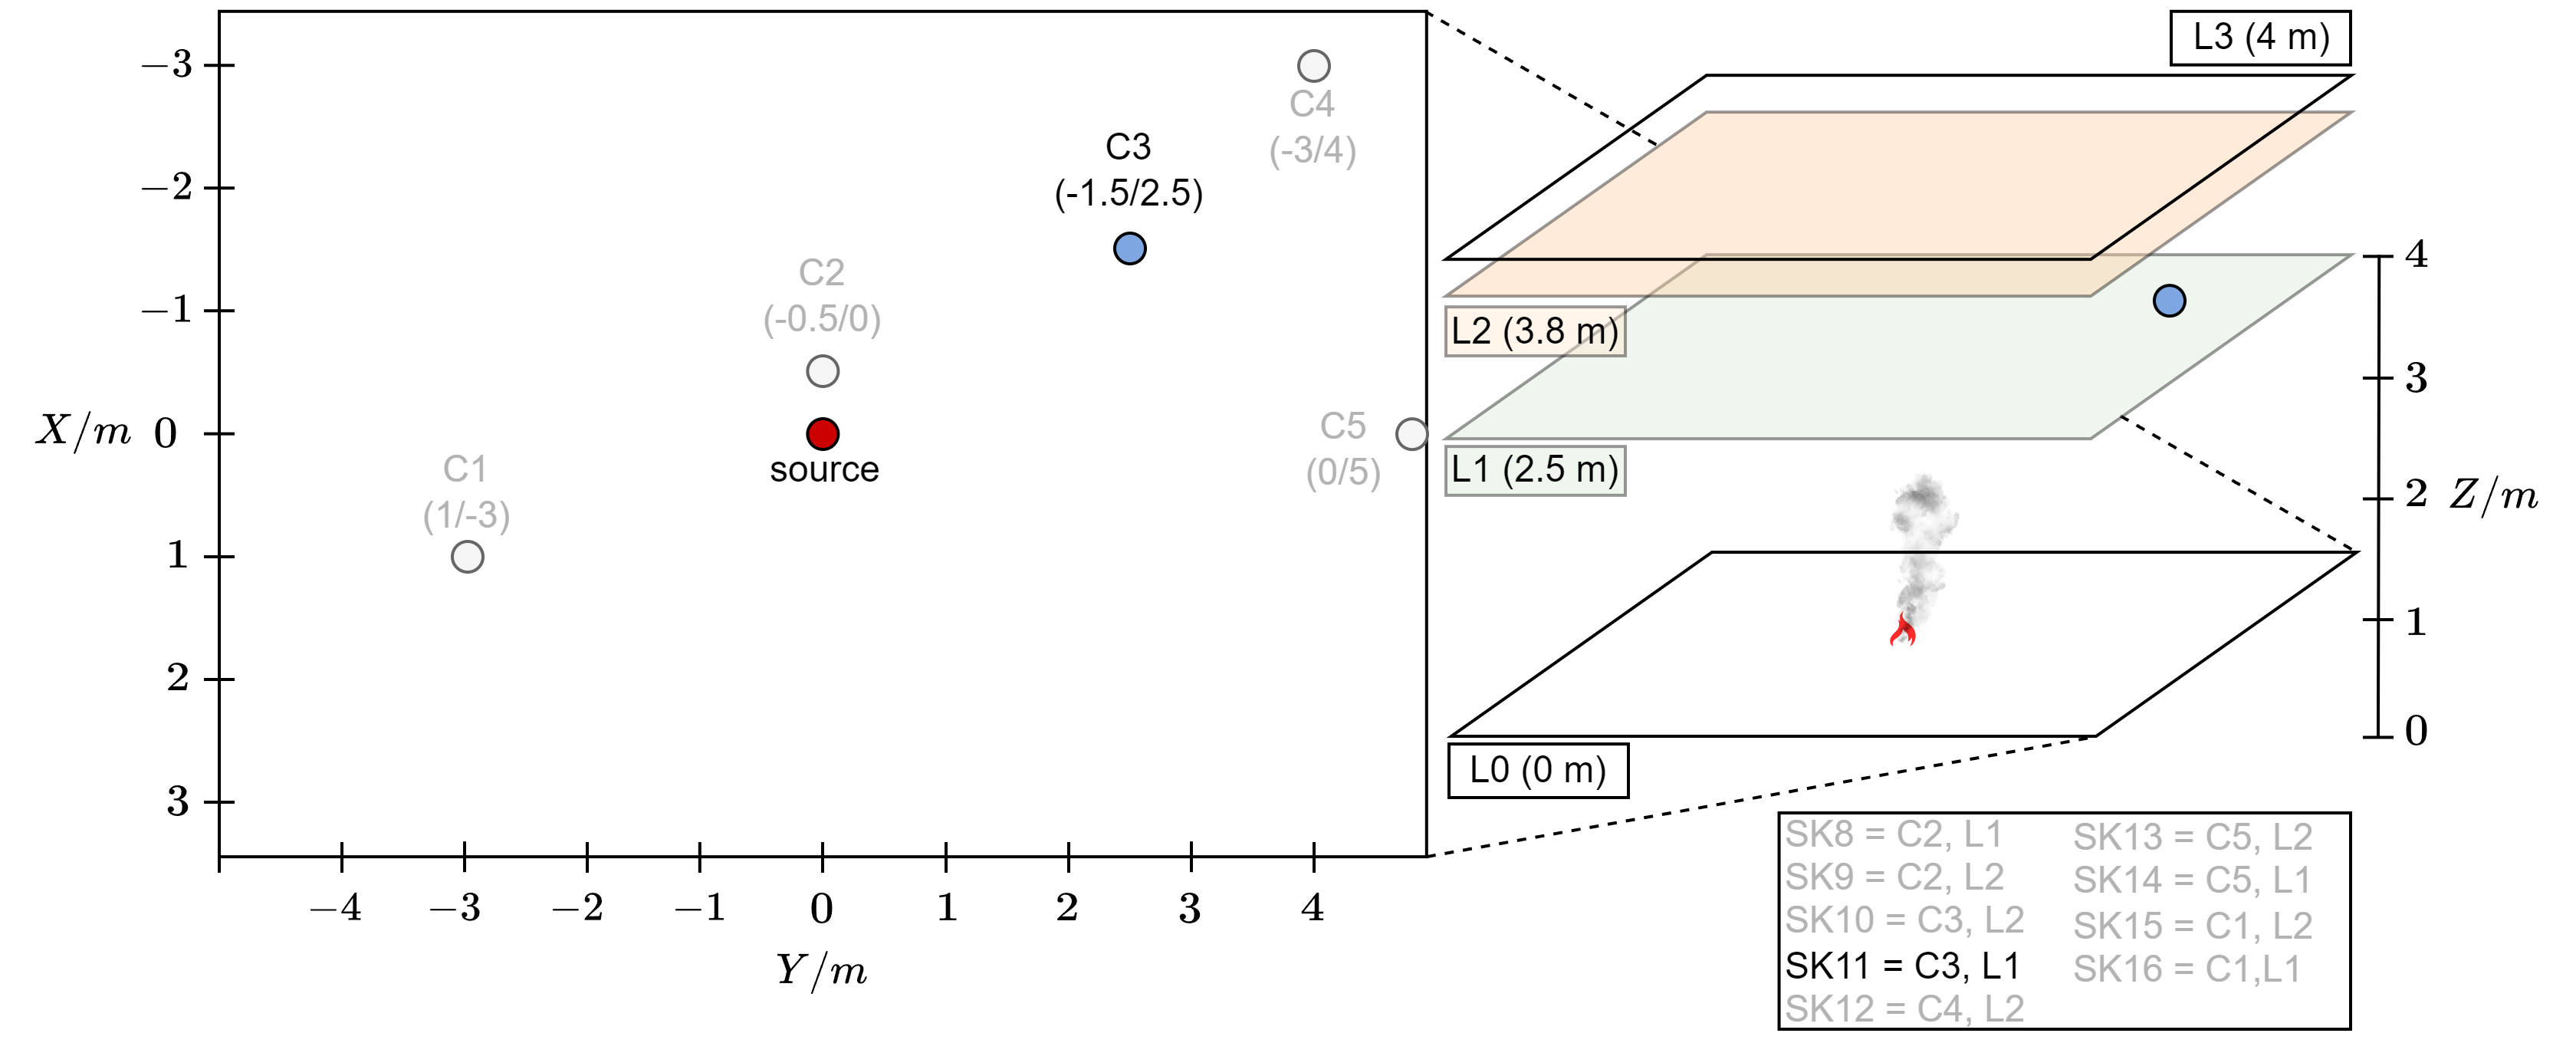 −3
−2
−1
X/m 0
1
2
3
−4 −3 −2 −1 0 1 2 3 4
Y/m
C4
(-3/4)
C3
(-1.5/2.5)
C2
(-0.5/0)
source
C5
(0/5)
C1
(1/-3)
L3 (4 m)
L2 (3.8 m)
L1 (2.5 m)
L0 (0 m)
4
3
2 Z/m
1
0
SK8 = C2, L1
SK9 = C2, L2
SK10 = C3, L2
SK11 = C3, L1
SK12 = C4, L2
SK13 = C5, L2
SK14 = C5, L1
SK15 = C1, L2
SK16 = C1,L1